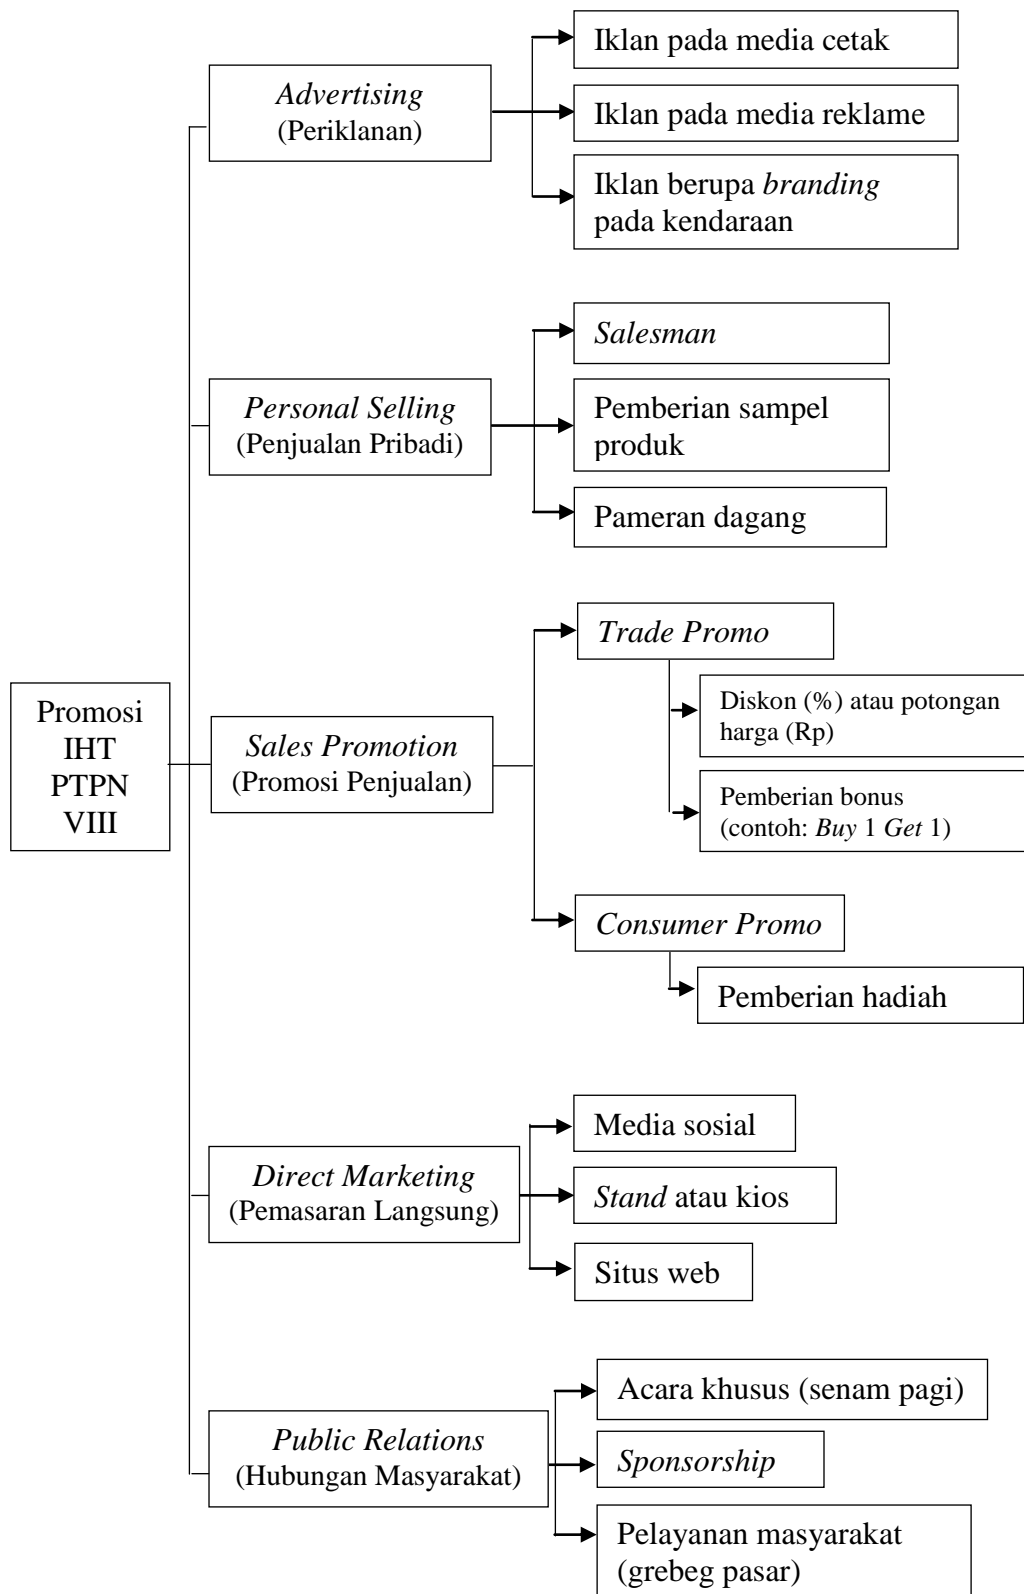 Promosi
IHT
PTPN
VIII
Advertising
(Periklanan)
Iklan pada media cetak
Iklan pada media reklame
Iklan berupa branding
pada kendaraan
Personal Selling
(Penjualan Pribadi)
Salesman
Pemberian sampel
produk
Pameran dagang
Sales Promotion
(Promosi Penjualan)
Trade Promo
Diskon (%) atau potongan
harga (Rp)
Pemberian bonus
(contoh: Buy 1 Get 1)
Consumer Promo
Pemberian hadiah
Direct Marketing
(Pemasaran Langsung)
Media sosial
Stand atau kios
Situs web
Public Relations
(Hubungan Masyarakat)
Acara khusus (senam pagi)
Sponsorship
Pelayanan masyarakat
(grebeg pasar)